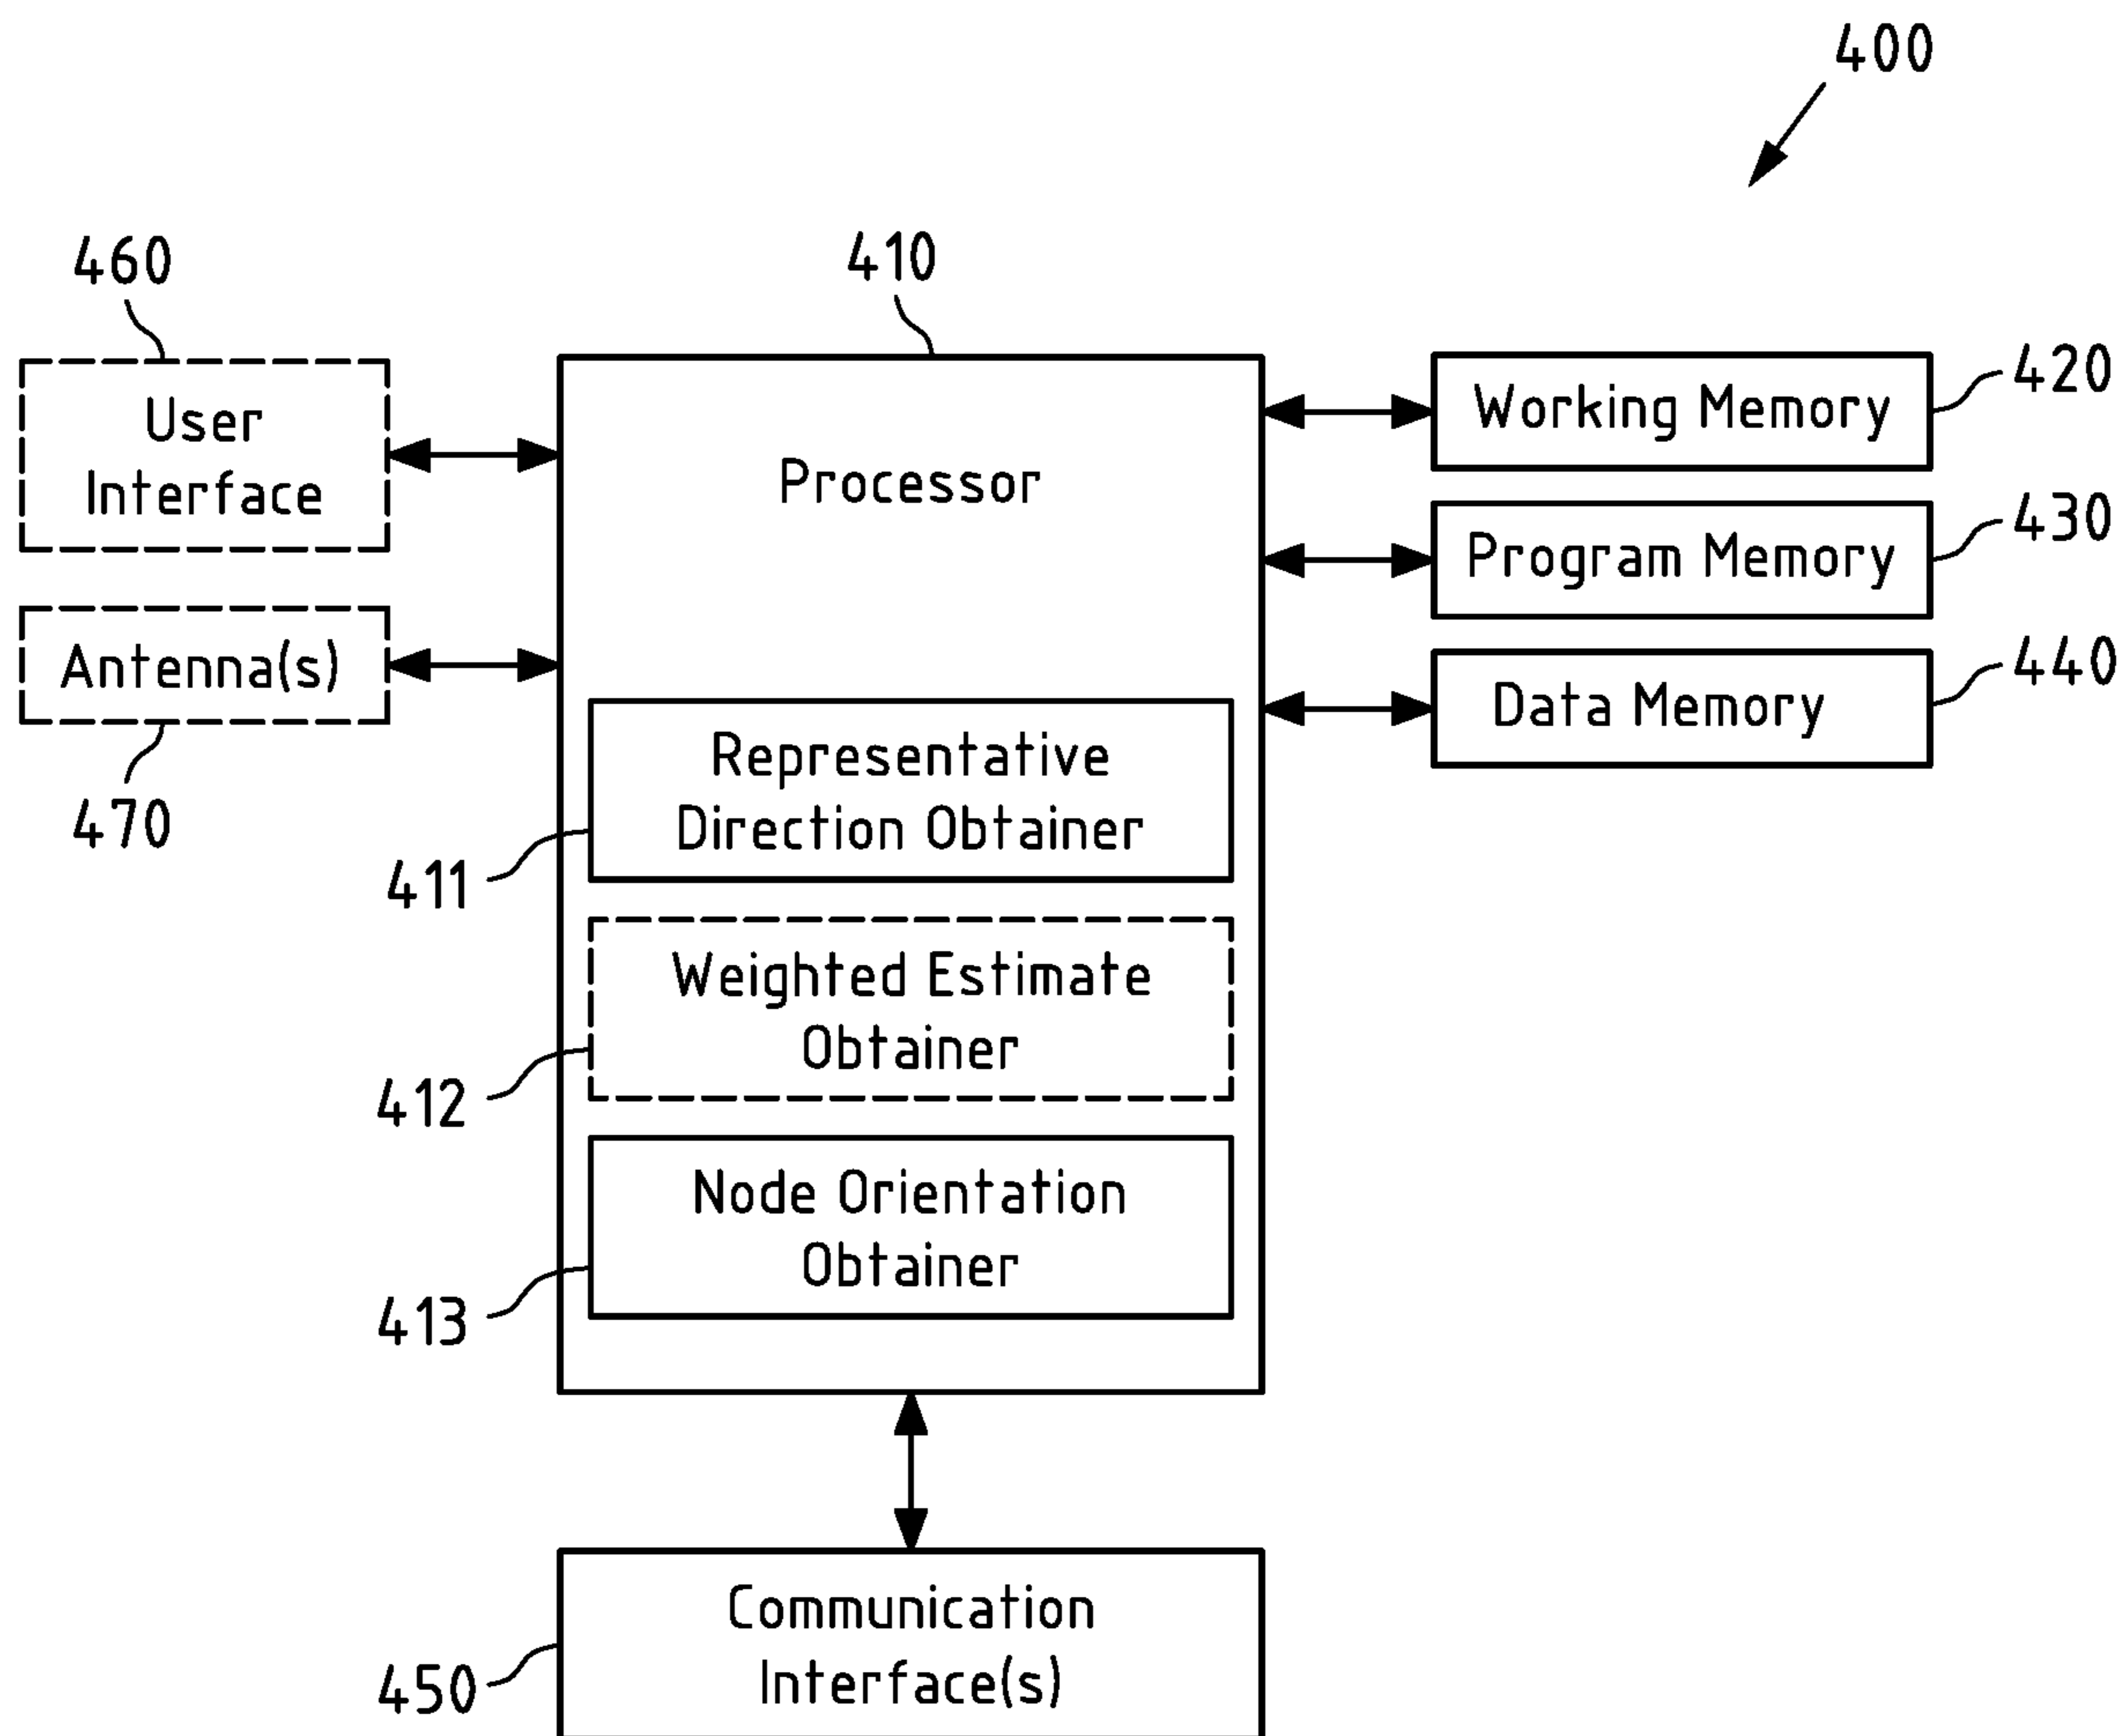 400
460
410
420
User
Interface
Processor
Working Memory
430
Program Memory
440
Antenna(s)
Data Memory
470
Representative
Direction Obtainer
411
Weighted Estimate
Obtainer
412
Node Orientation
Obtainer
413
Communication
Interface(s)
450